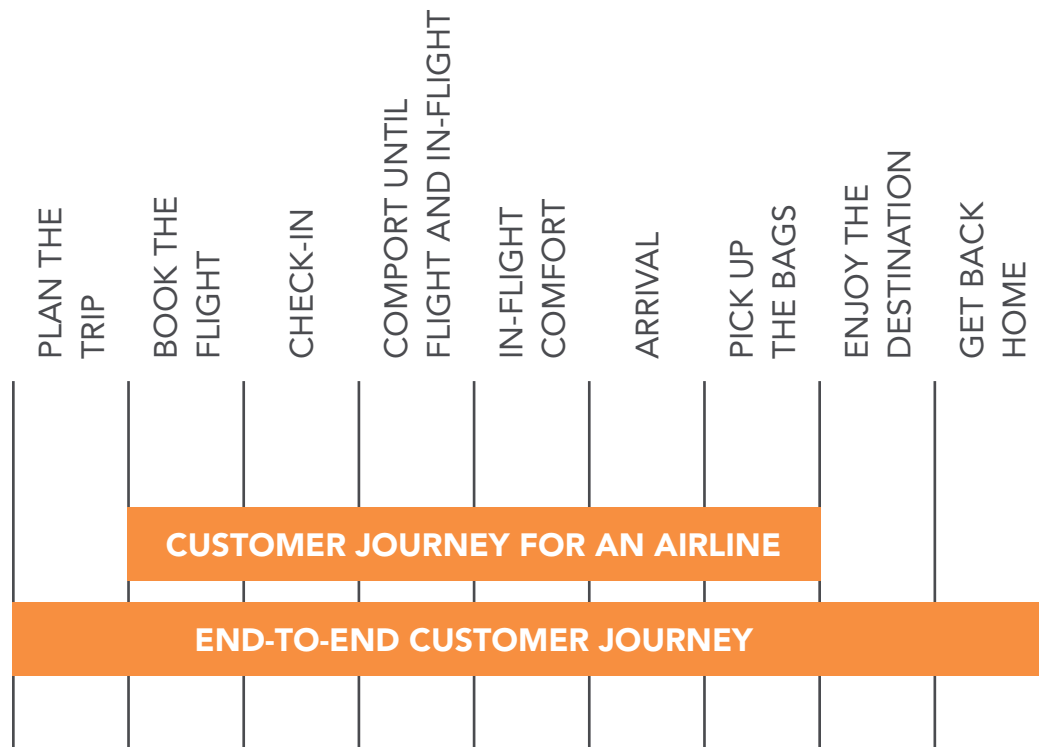 PLAN THE
TRIP
BOOK THE
FLIGHT
CHECK-IN
COMPORT UNTIL
FLIGHT AND IN-FLIGHT
IN-FLIGHT
COMFORT
ARRIVAL
PICK UP
THE BAGS
ENJOY THE
DESTINATION
GET BACK
HOME
CUSTOMER JOURNEY FOR AN AIRLINE
END-TO-END CUSTOMER JOURNEY